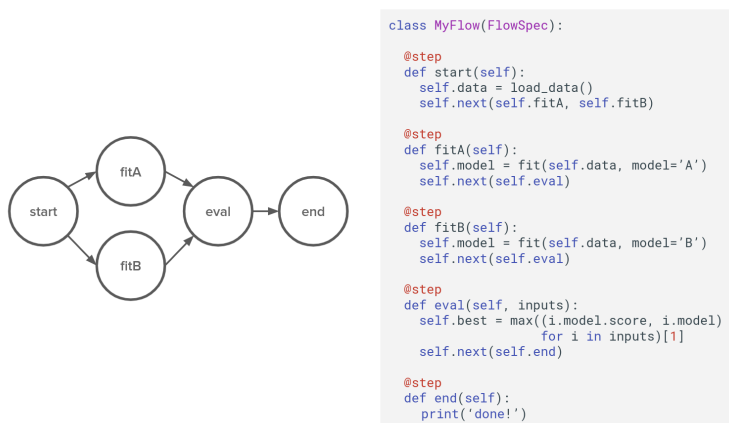 start
fitA
fitB
eval
end
class MyFlow(FlowSpec):
@step
def start(self):
self.data = load_data()
self.next(self.fitA, self.fitB)
@step
def fitA(self):
self.model = fit(self.data, model=’A’)
self.next(self.eval)
@step
def fitB(self):
self.model = fit(self.data, model=’B’)
self.next(self.eval)
@step
def eval(self, inputs):
self.best = max((i.model.score, i.model)
for i in inputs)[1]
self.next(self.end)
@step
def end(self):
print(‘done!’)